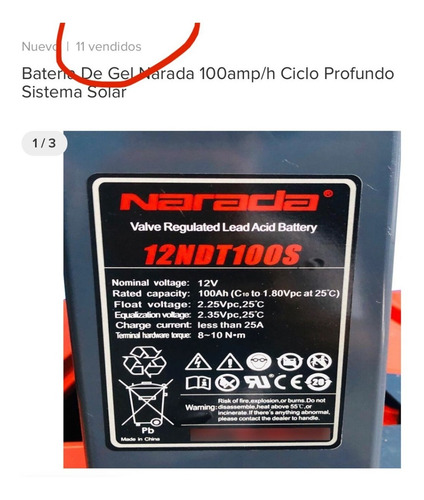 Nuevo | 11 vendidos
Bateria De Gel Narada 100amp/h Ciclo Profundo
Sistema Solar
1 / 3
Narada®
Valve Regulated Lead Acid Battery
12NDT100S
Nominal voltage: 12V
Rated capacity: 100Ah (C₁₀ to 1.80Vpc at 25℃)
Float voltage: 2.25Vpc,25℃
Equalization voltage: 2.35Vpc,25℃
Charge current: less than 25A
Terminal hardware torque: 8~10 N•m
Pb
Made in China
CE
20
Warning: Risk of fire,explosion,or burns.Do not
disassemble,heat above 55℃,or
incinerate.If there's anything abnormal,
please contact the dealer to handle.